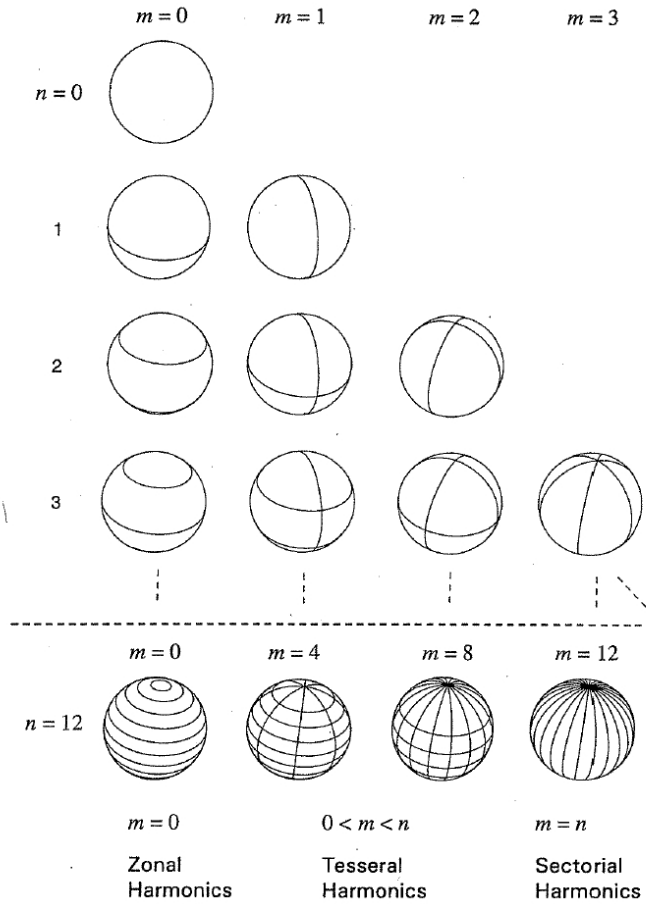 m = 0 m = 1 m = 2 m = 3
n = 0
1
2
3
m = 0 m = 4 m = 8 m = 12
n = 12
m = 0 0 < m < n m = n
Zonal Tesseral Sectorial
Harmonics Harmonics Harmonics